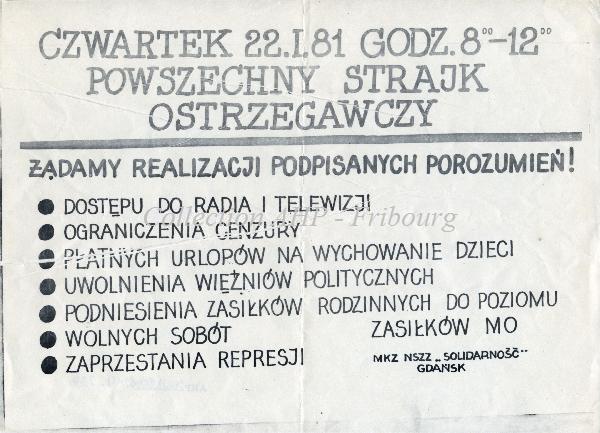 CZWARTEK 22.I.81 GODZ. 8⁰⁰-12⁰⁰
POWSZECHNY STRAJK
OSTRZEGAWCZY
ŻĄDAMY REALIZACJI PODPISANYCH POROZUMIEŃ!
● DOSTĘPU DO RADIA I TELEWIZJI
Collection AHP - Fribourg
● OGRANICZENIA CENZURY
● PŁATNYCH URLOPÓW NA WYCHOWANIE DZIECI
● UWOLNIENIA WIĘŹNIÓW POLITYCZNYCH
● PODNIESIENIA ZASIŁKÓW RODZINNYCH DO POZIOMU
ZASIŁKÓW MO
● WOLNYCH SOBÓT
● ZAPRZESTANIA REPRESJI
MKZ NSZZ „SOLIDARNOŚĆ"
GDAŃSK